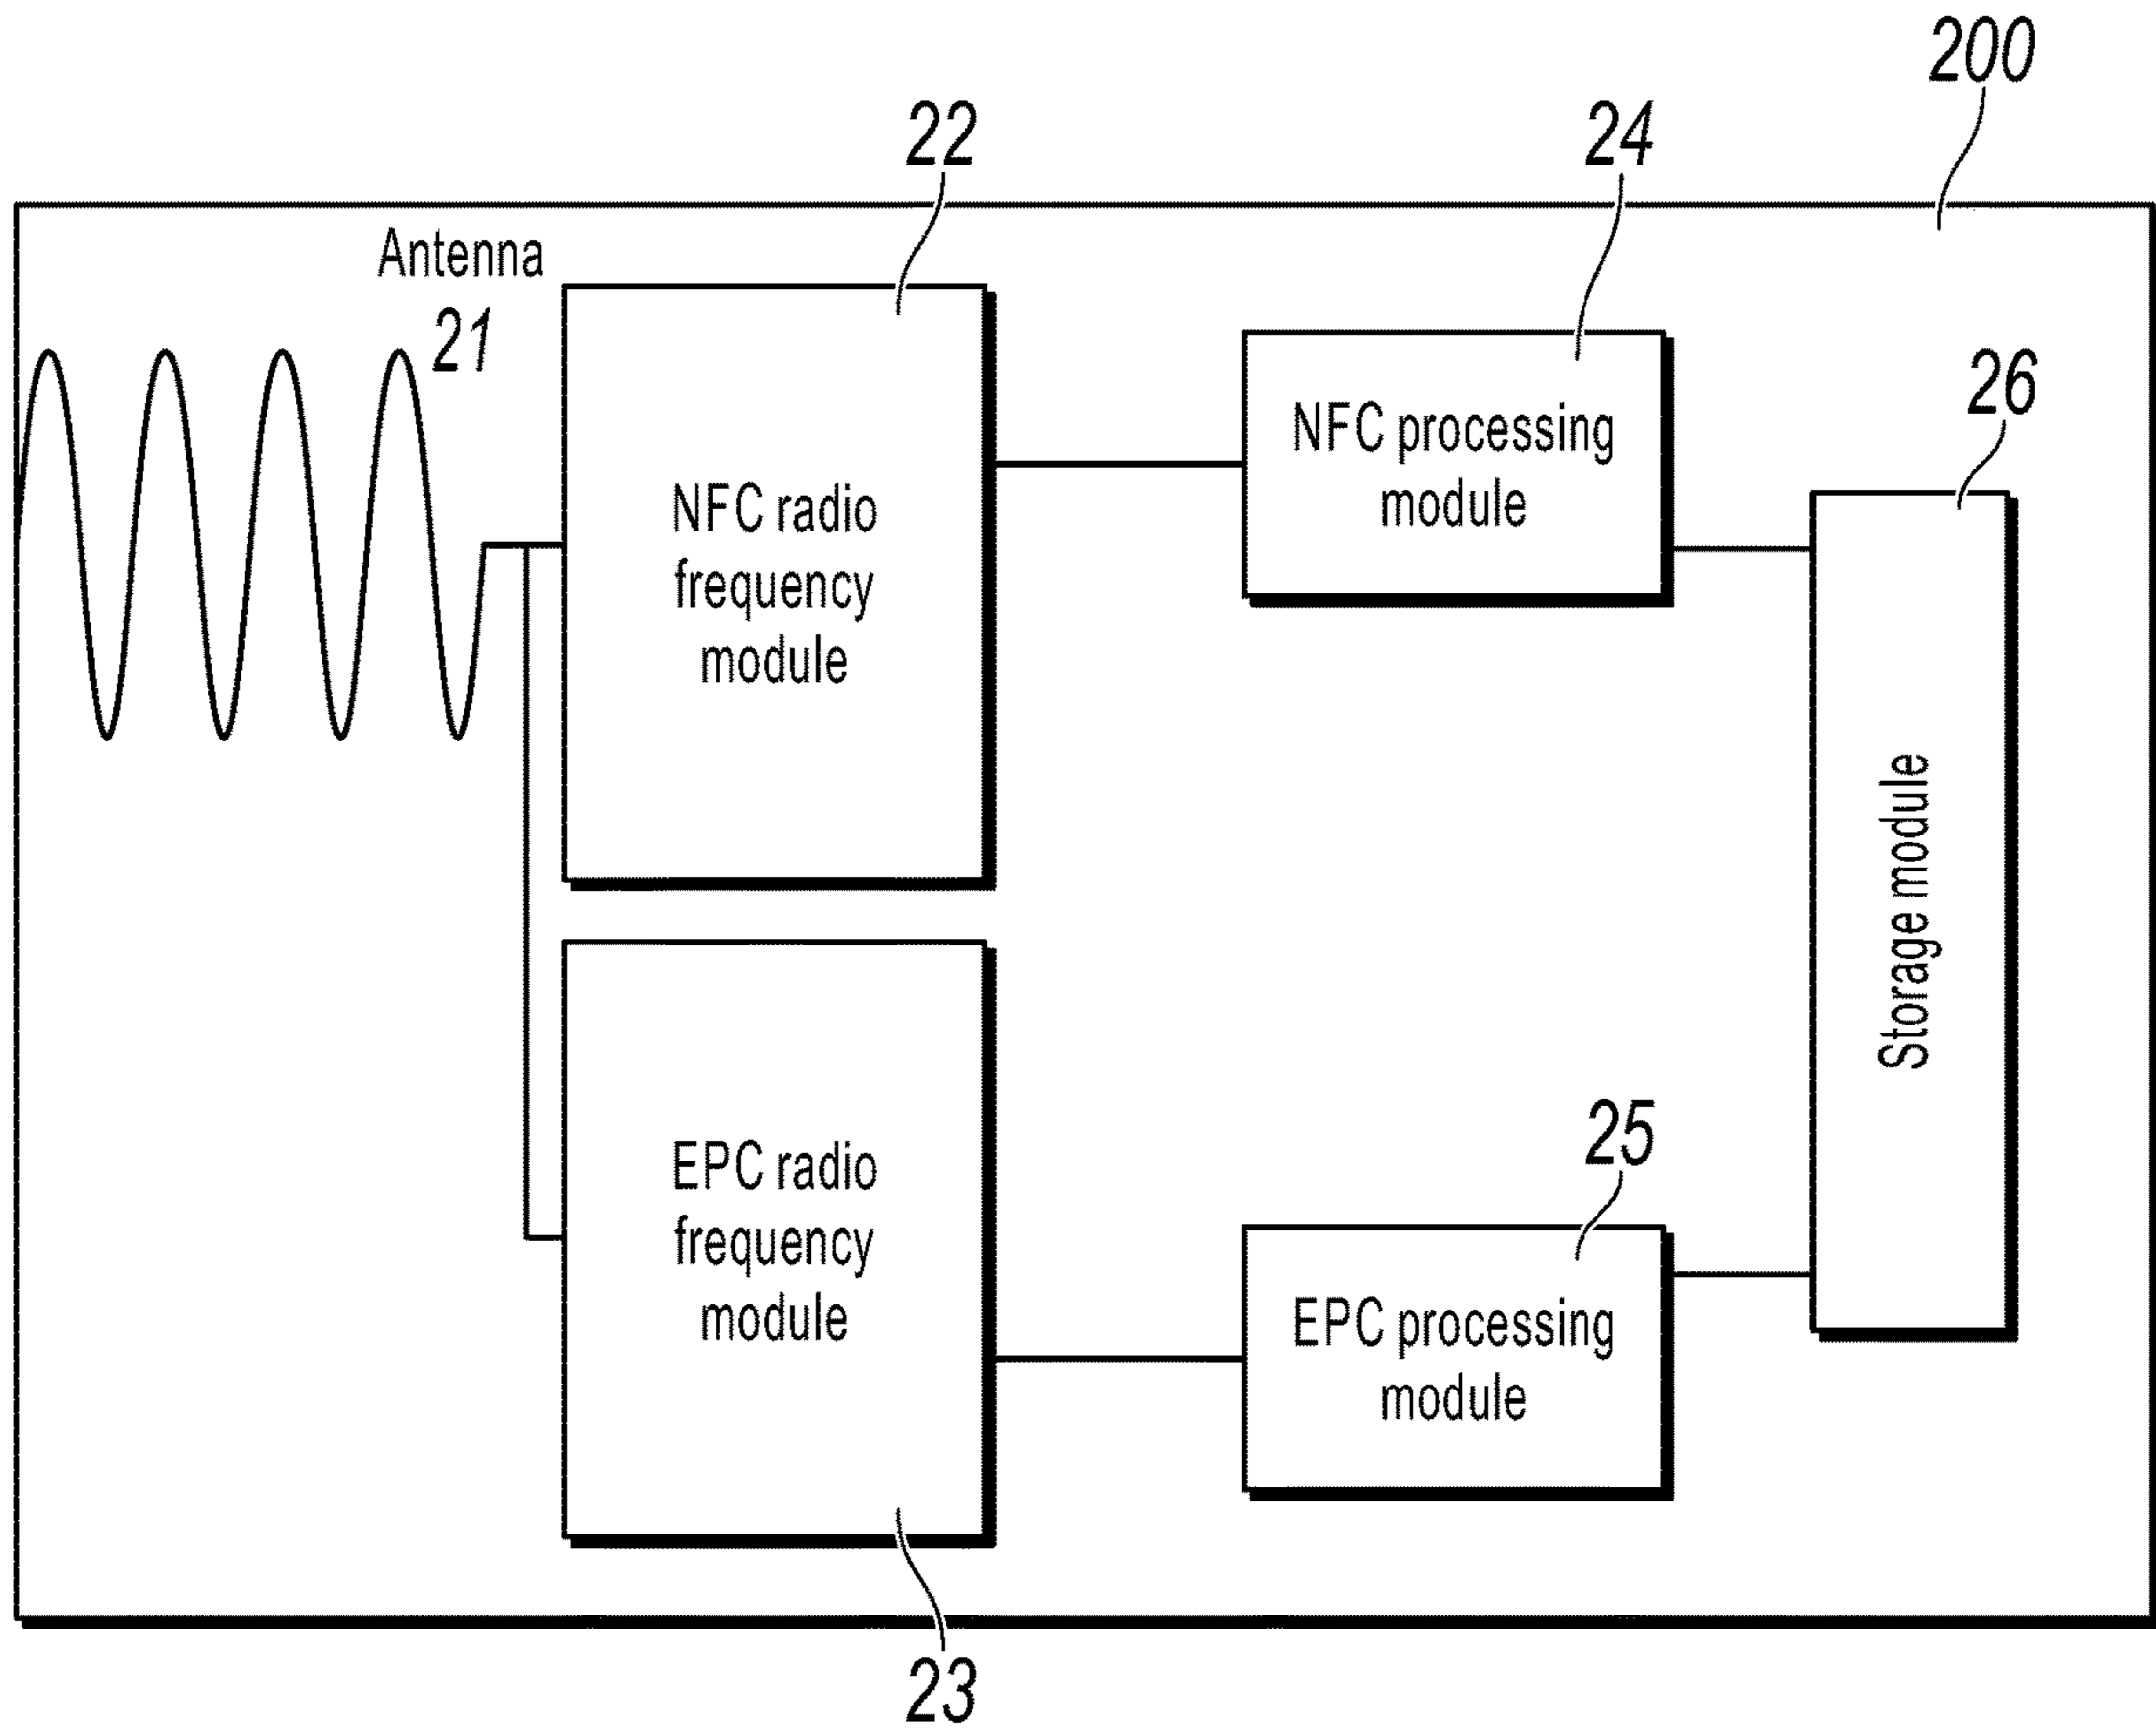 200
22
24
Antenna
21
26
NFC radio
frequency
module
NFC processing
module
Storage module
EPC radio
frequency
module
25
EPC processing
module
23